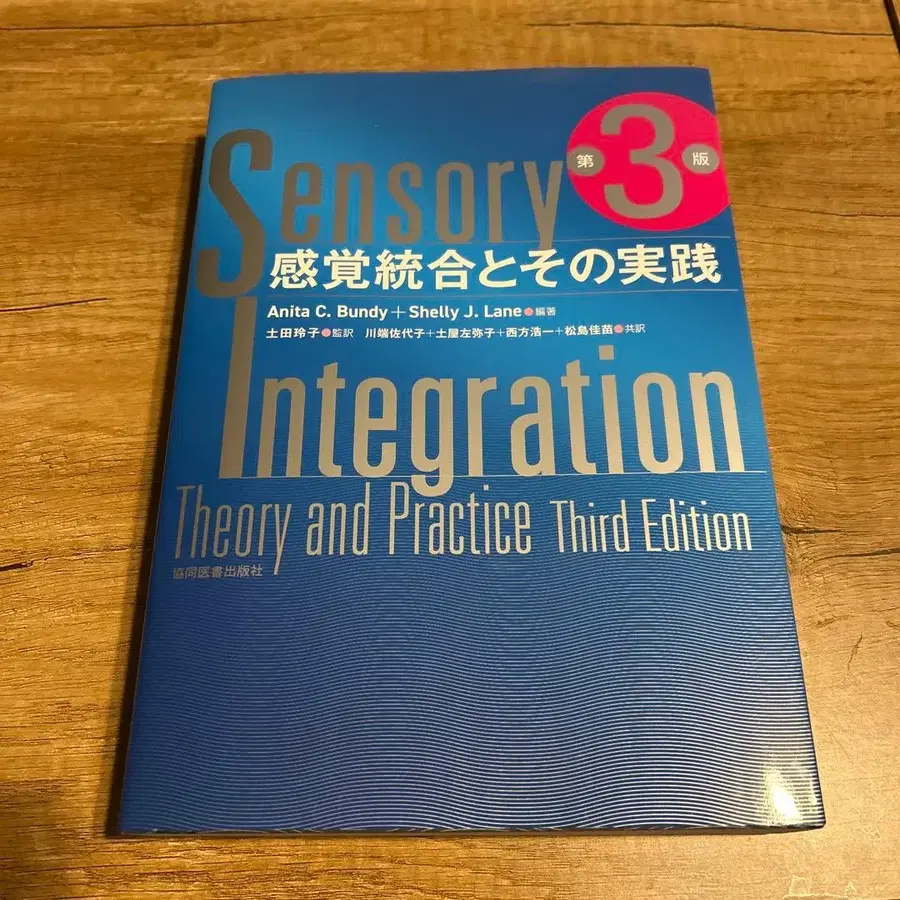 Sensory
第3版
感覚統合とその実践
Anita C. Bundy+Shelly J. Lane●編著
土田玲子●監訳 川端佐代子+土屋左弥子+西方浩一+松島佳苗●共訳
Integration
Theory and Practice Third Edition
協同医書出版社